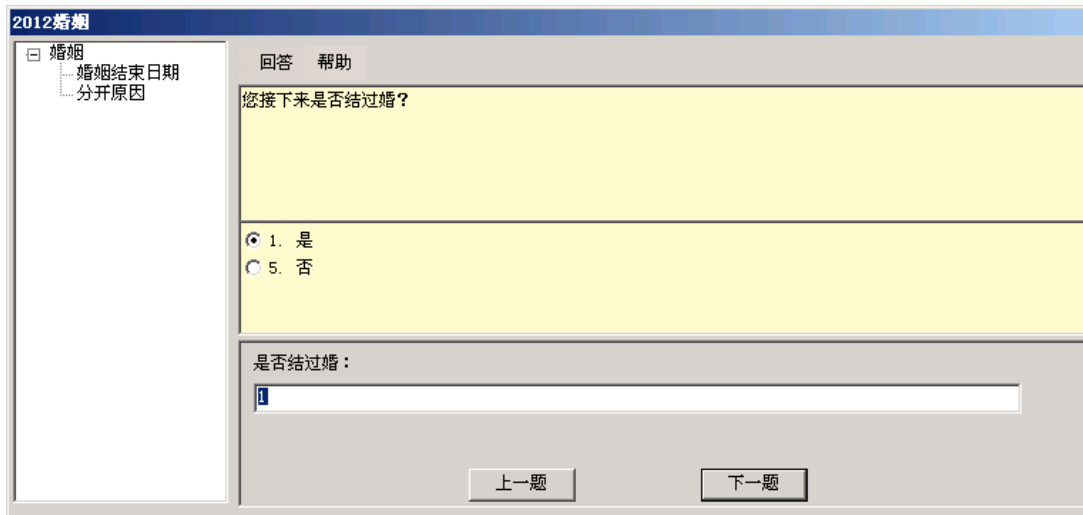 2012婚姻
婚姻
婚姻结束日期
分开原因
回答 帮助
您接下来是否结过婚?
1. 是
5. 否
是否结过婚：
1
上一题 下一题